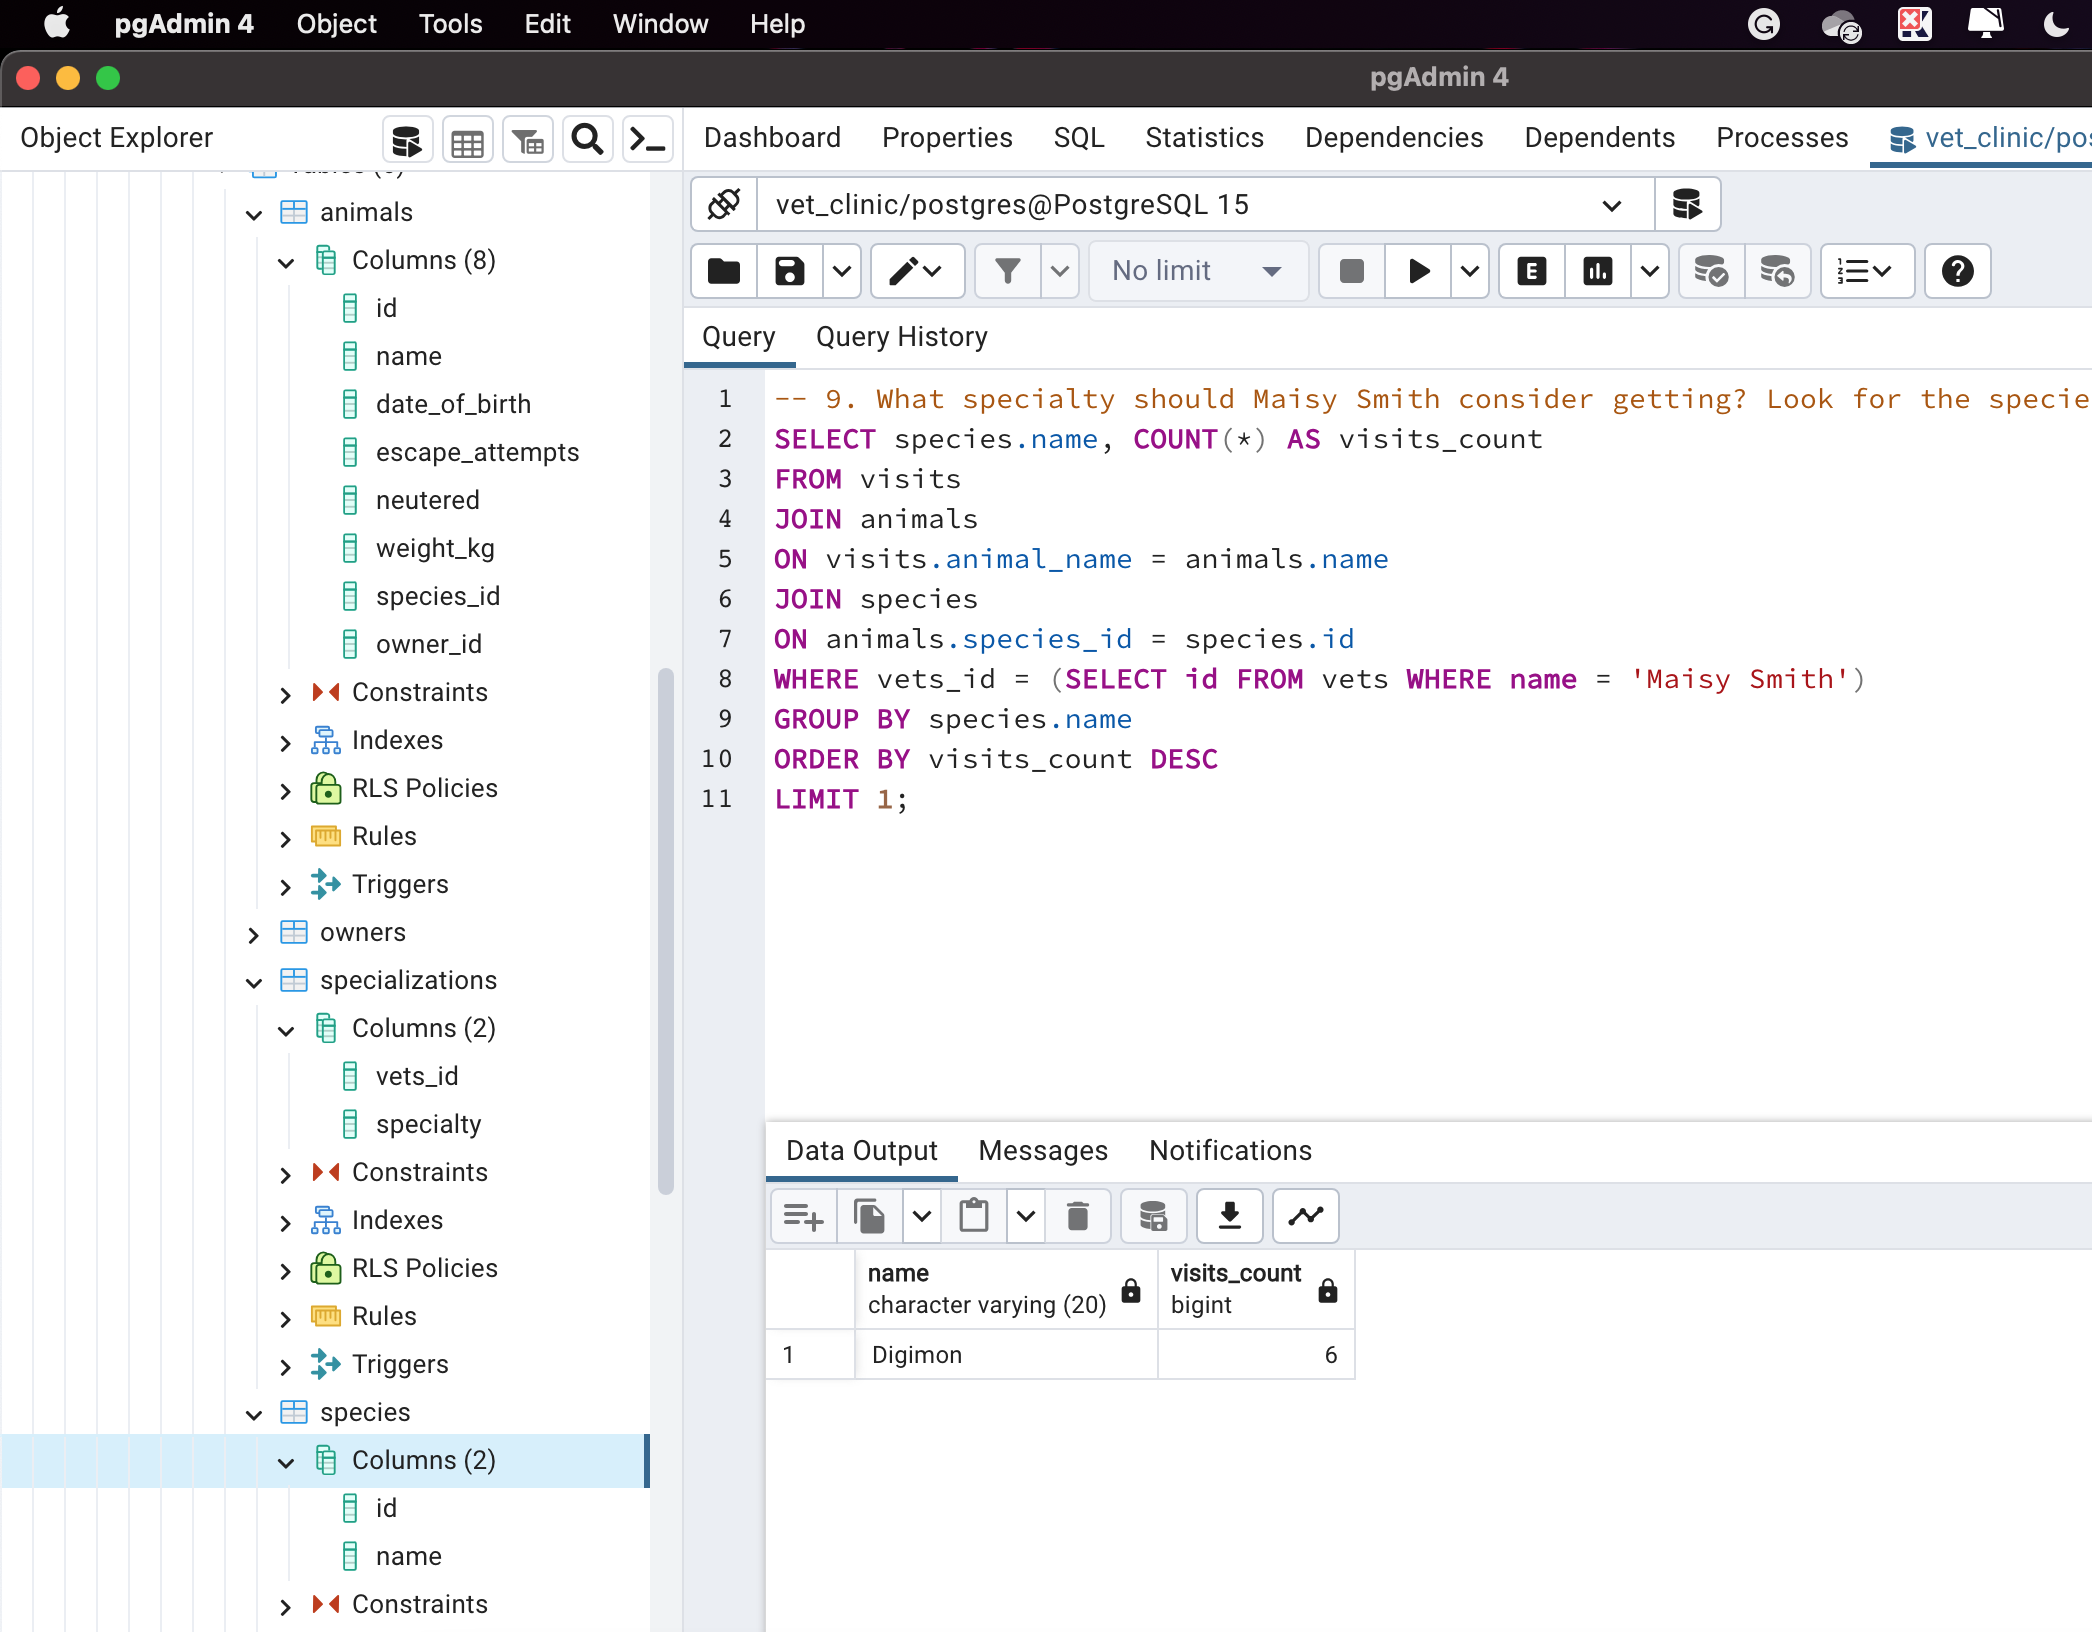 pgAdmin 4 Object Tools Edit Window Help
pgAdmin 4
Object Explorer
Dashboard Properties SQL Statistics Dependencies Dependents Processes vet_clinic/pos
animals
Columns (8)
id
name
date_of_birth
escape_attempts
neutered
weight_kg
species_id
owner_id
Constraints
Indexes
RLS Policies
Rules
Triggers
owners
specializations
Columns (2)
vets_id
specialty
Constraints
Indexes
RLS Policies
Rules
Triggers
species
Columns (2)
id
name
Constraints
vet_clinic/postgres@PostgreSQL 15
No limit
E
Query Query History
1 -- 9. What specialty should Maisy Smith consider getting? Look for the specie
2 SELECT species.name, COUNT(*) AS visits_count
3 FROM visits
4 JOIN animals
5 ON visits.animal_name = animals.name
6 JOIN species
7 ON animals.species_id = species.id
8 WHERE vets_id = (SELECT id FROM vets WHERE name = 'Maisy Smith')
9 GROUP BY species.name
10 ORDER BY visits_count DESC
11 LIMIT 1;
Data Output Messages Notifications
name visits_count
character varying (20) bigint
1 Digimon 6